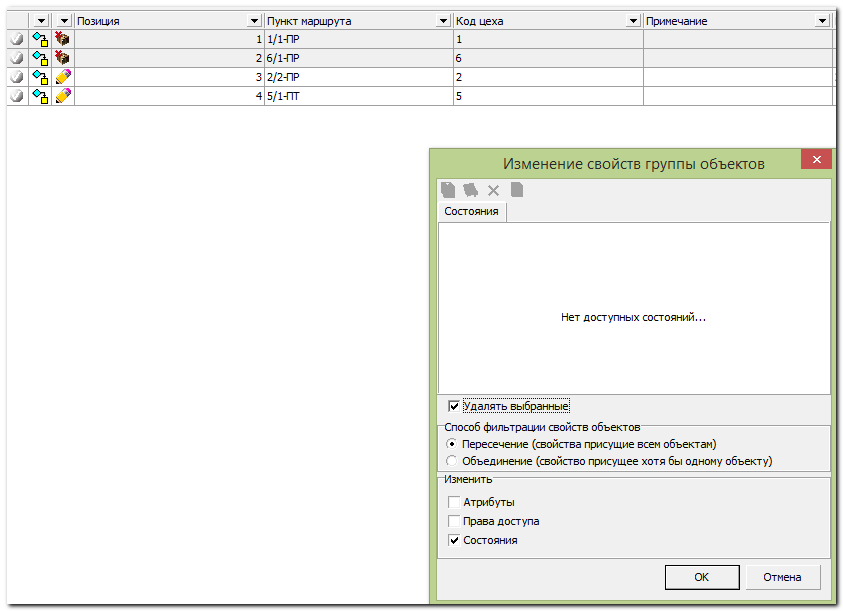 Позиция Пункт маршрута Код цеха Примечание
1 1/1-ПР 1
2 6/1-ПР 6
3 2/2-ПР 2
4 5/1-ПТ 5
Изменение свойств группы объектов
Состояния
Нет доступных состояний...
Удалять выбранные
Способ фильтрации свойств объектов
Пересечение (свойства присущие всем объектам)
Объединение (свойство присущее хотя бы одному объекту)
Изменить
Атрибуты
Права доступа
Состояния
OK Отмена